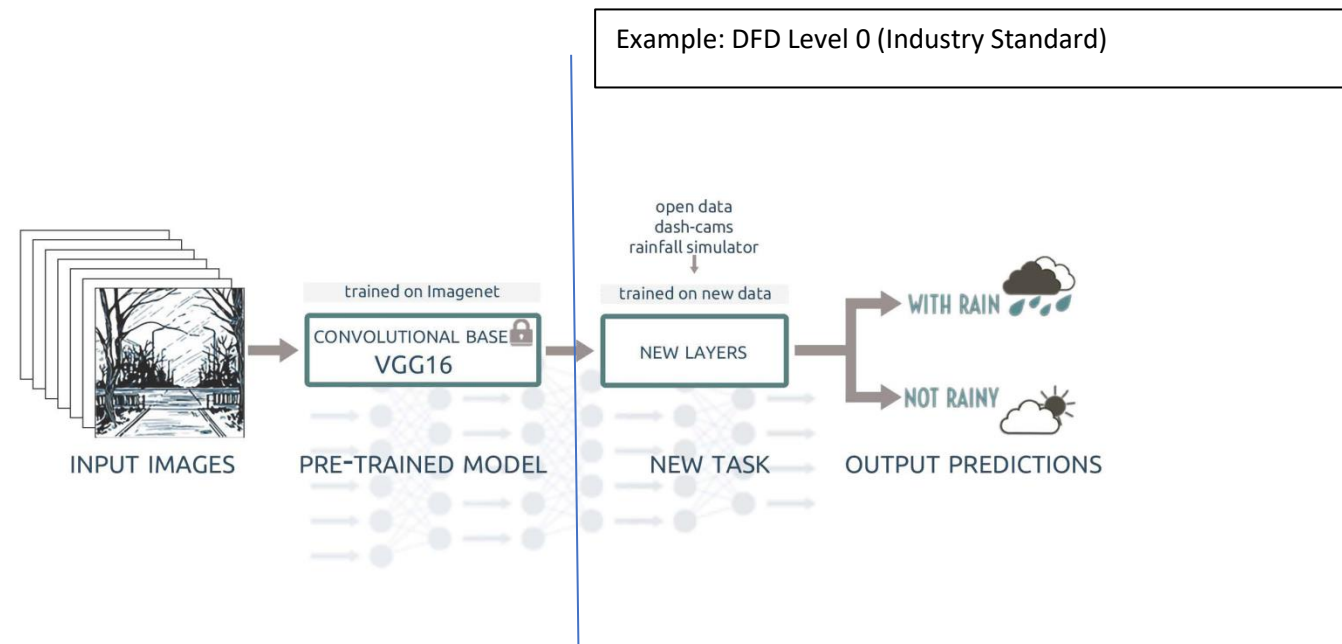 Example: DFD Level 0 (Industry Standard)
open data
dash-cams
rainfall simulator
trained on Imagenet
trained on new data
CONVOLUTIONAL BASE
VGG16
NEW LAYERS
WITH RAIN
NOT RAINY
INPUT IMAGES
PRE-TRAINED MODEL
NEW TASK
OUTPUT PREDICTIONS